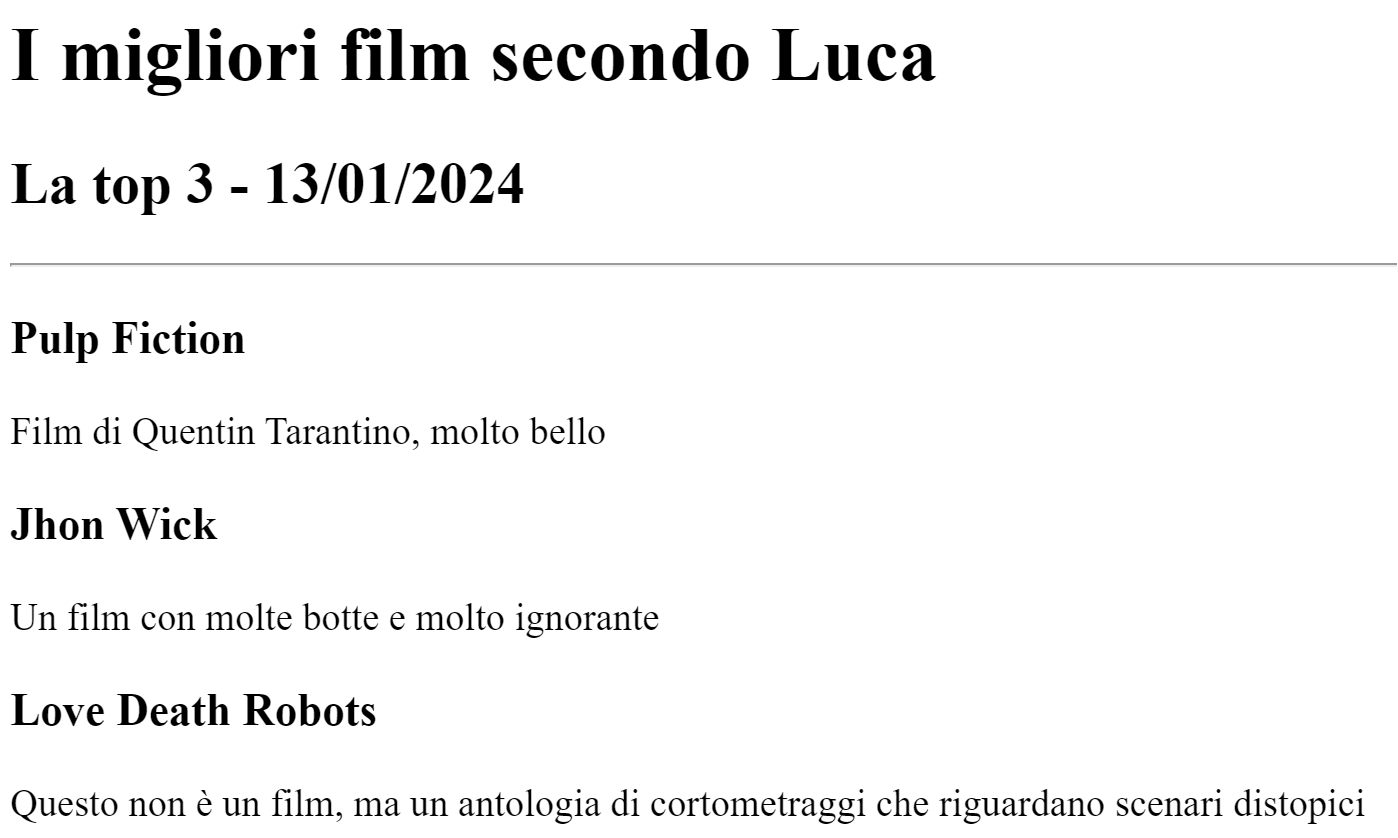 I migliori film secondo Luca
La top 3 - 13/01/2024
Pulp Fiction
Film di Quentin Tarantino, molto bello
Jhon Wick
Un film con molte botte e molto ignorante
Love Death Robots
Questo non è un film, ma un antologia di cortometraggi che riguardano scenari distopici